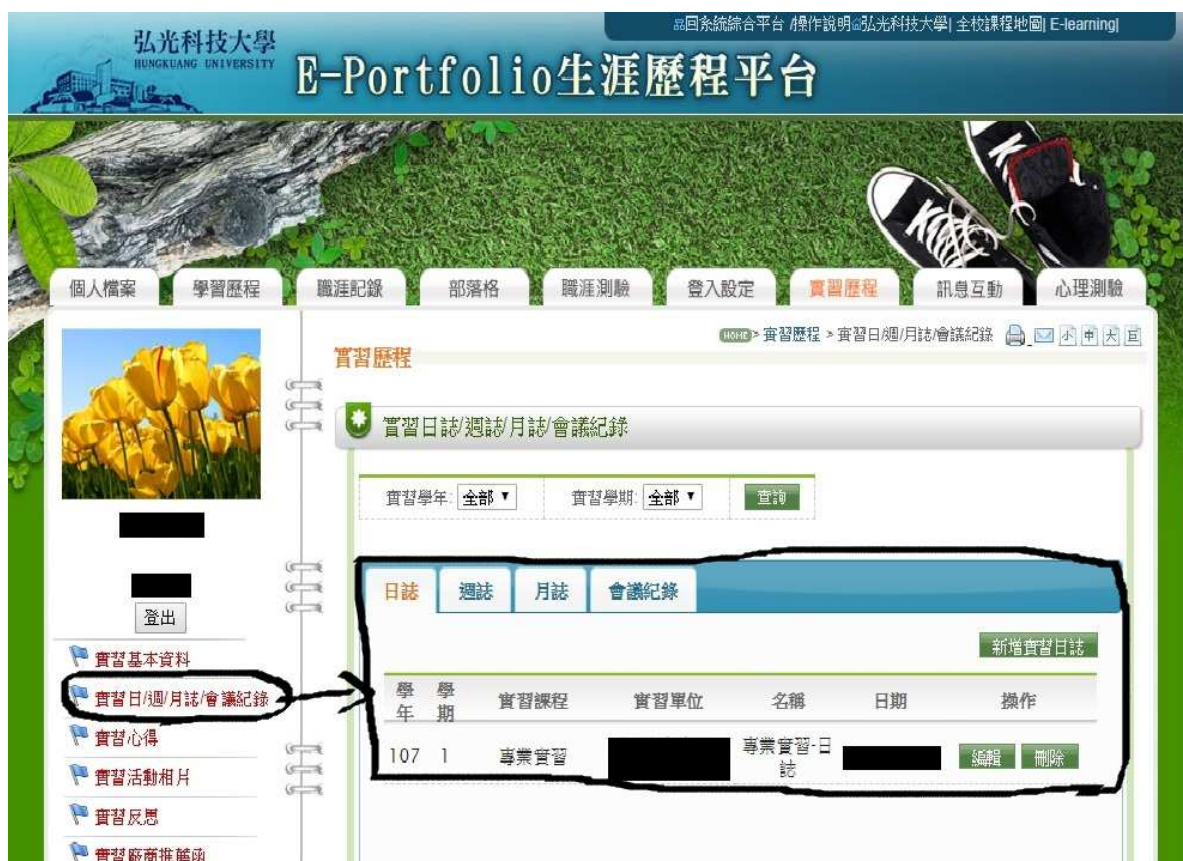 回系統綜合平台 /操作說明 弘光科技大學| 全校課程地圖| E-learning|
弘光科技大學
HUNGKUANG UNIVERSITY
E-Portfolio生涯歷程平台
個人檔案 學習歷程 職涯記錄 部落格 職涯測驗 登入設定 實習歷程 訊息互動 心理測驗
HOME > 實習歷程 > 實習日/週/月誌/會議紀錄 小 中 大 巨
實習歷程
實習日誌/週誌/月誌/會議紀錄
實習學年: 全部 實習學期: 全部 查詢
日誌 週誌 月誌 會議紀錄
新增實習日誌
學年 學期 實習課程 實習單位 名稱 日期 操作
107 1 專業實習 專業實習-日誌 編輯 刪除
登出
實習基本資料
實習日/週/月誌/會議紀錄
實習心得
實習活動相片
實習反思
實習廠商推薦函